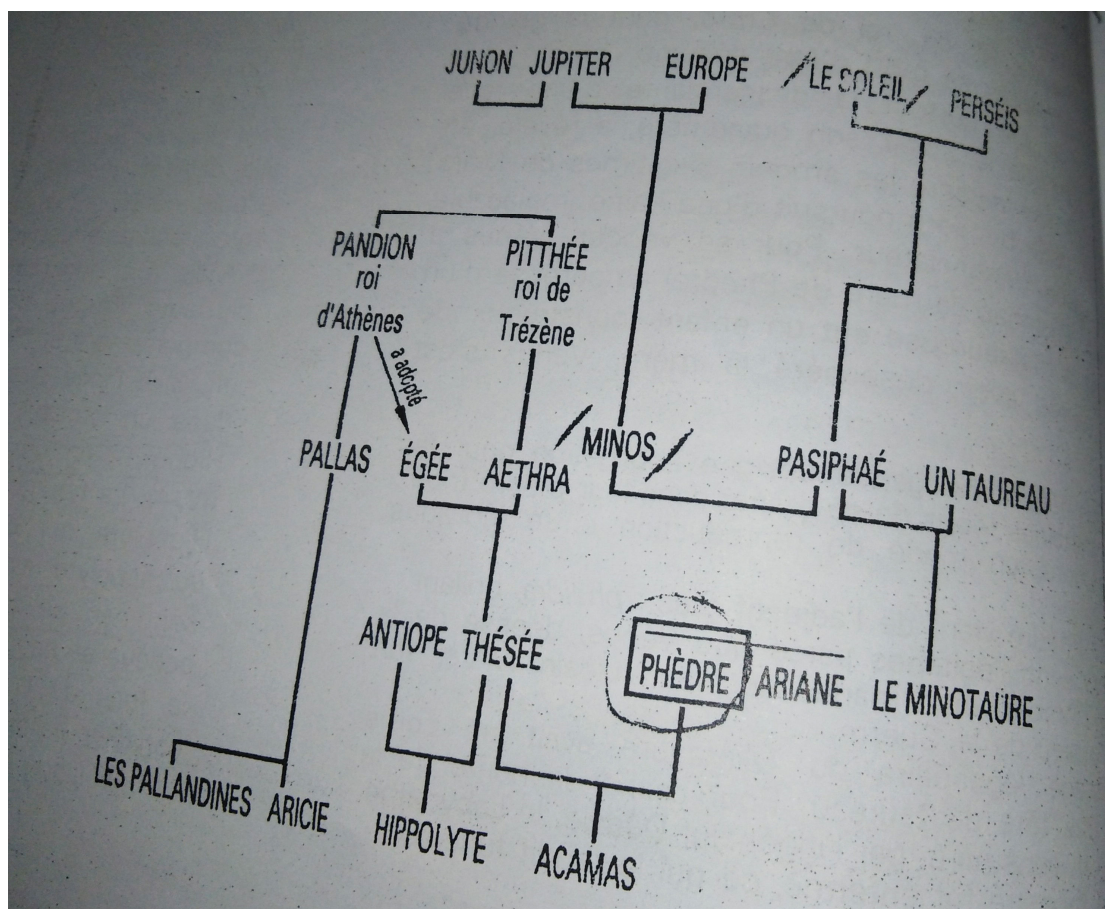 JUNON JUPITER EUROPE LE SOLEIL PERSÉIS
PANDION
roi
d'Athènes
PITTHÉE
roi de
Trézène
a adopté
PALLAS ÉGÉE AETHRA MINOS PASIPHAÉ UN TAUREAU
ANTIOPE THÉSÉE PHÈDRE ARIANE LE MINOTAURE
LES PALLANDINES ARICIE HIPPOLYTE ACAMAS